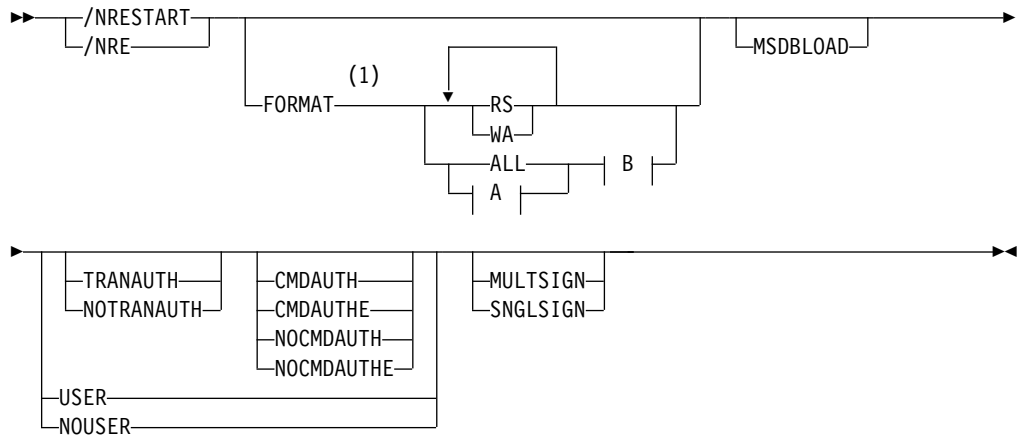 /NRESTART
/NRE
FORMAT
(1)
RS
WA
ALL
A
B
MSDBLOAD
TRANAUTH
NOTRANAUTH
CMDAUTH
CMDAUTHE
NOCMDAUTH
NOCMDAUTHE
USER
NOUSER
MULTSIGN
SNGLSIGN